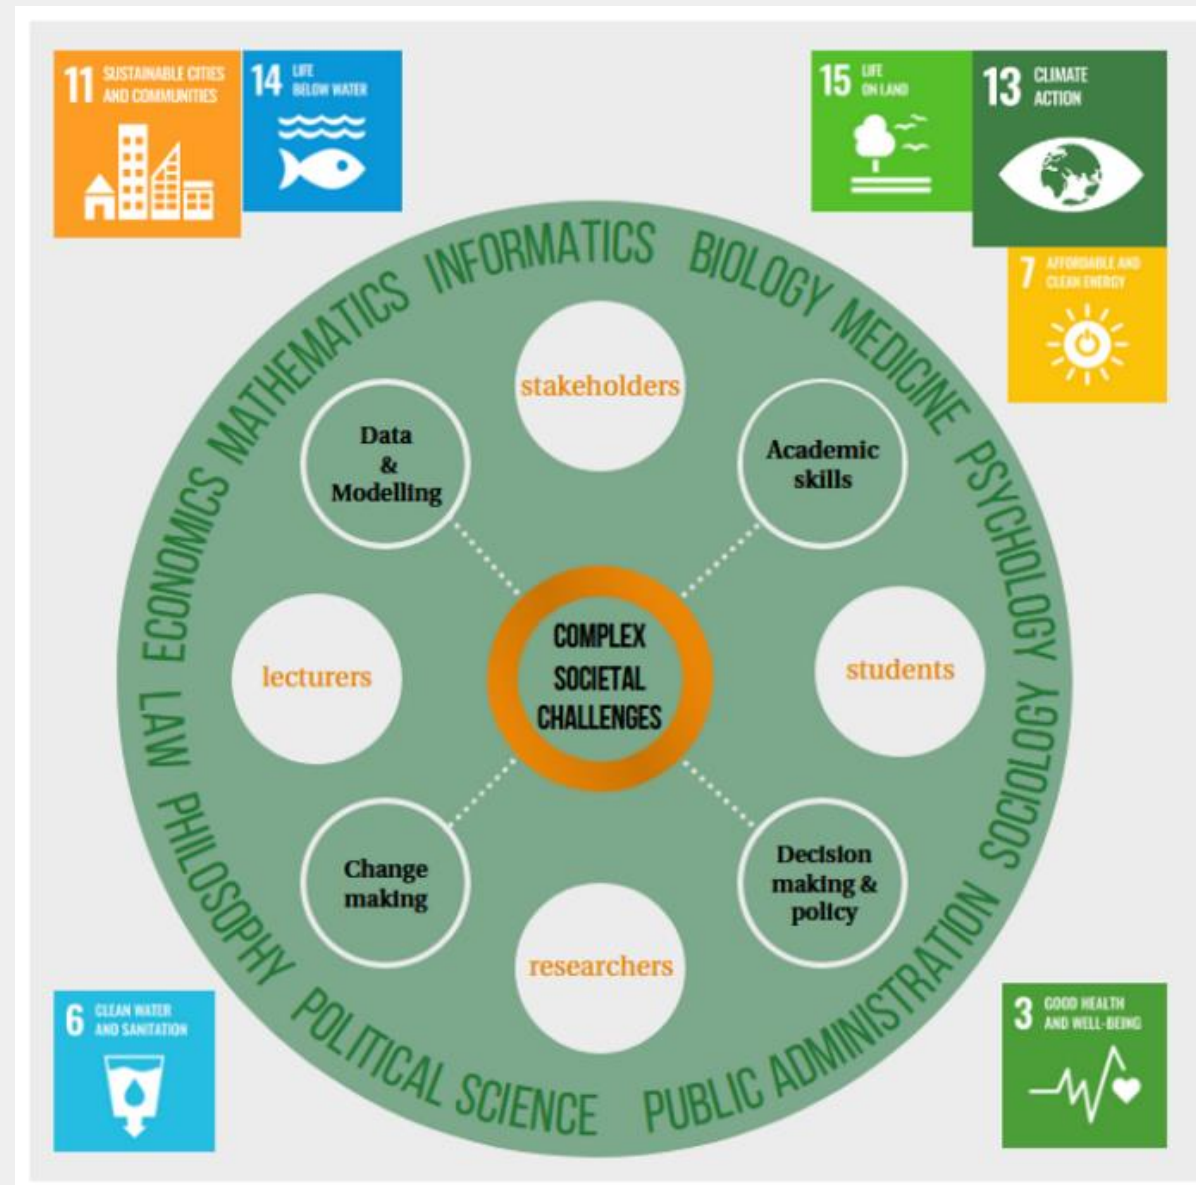 11 SUSTAINABLE CITIES
AND COMMUNITIES
14 LIFE
BELOW WATER
15 LIFE
ON LAND
13 CLIMATE
ACTION
7 AFFORDABLE AND
CLEAN ENERGY
INFORMATICS
BIOLOGY
MEDICINE
PSYCHOLOGY
SOCIOLOGY
PUBLIC ADMINISTRATION
POLITICAL SCIENCE
PHILOSOPHY
LAW
ECONOMICS
MATHEMATICS
stakeholders
Data
&
Modelling
Academic
skills
COMPLEX
SOCIETAL
CHALLENGES
lecturers
students
Change
making
Decision
making &
policy
researchers
6 CLEAN WATER
AND SANITATION
3 GOOD HEALTH
AND WELL-BEING